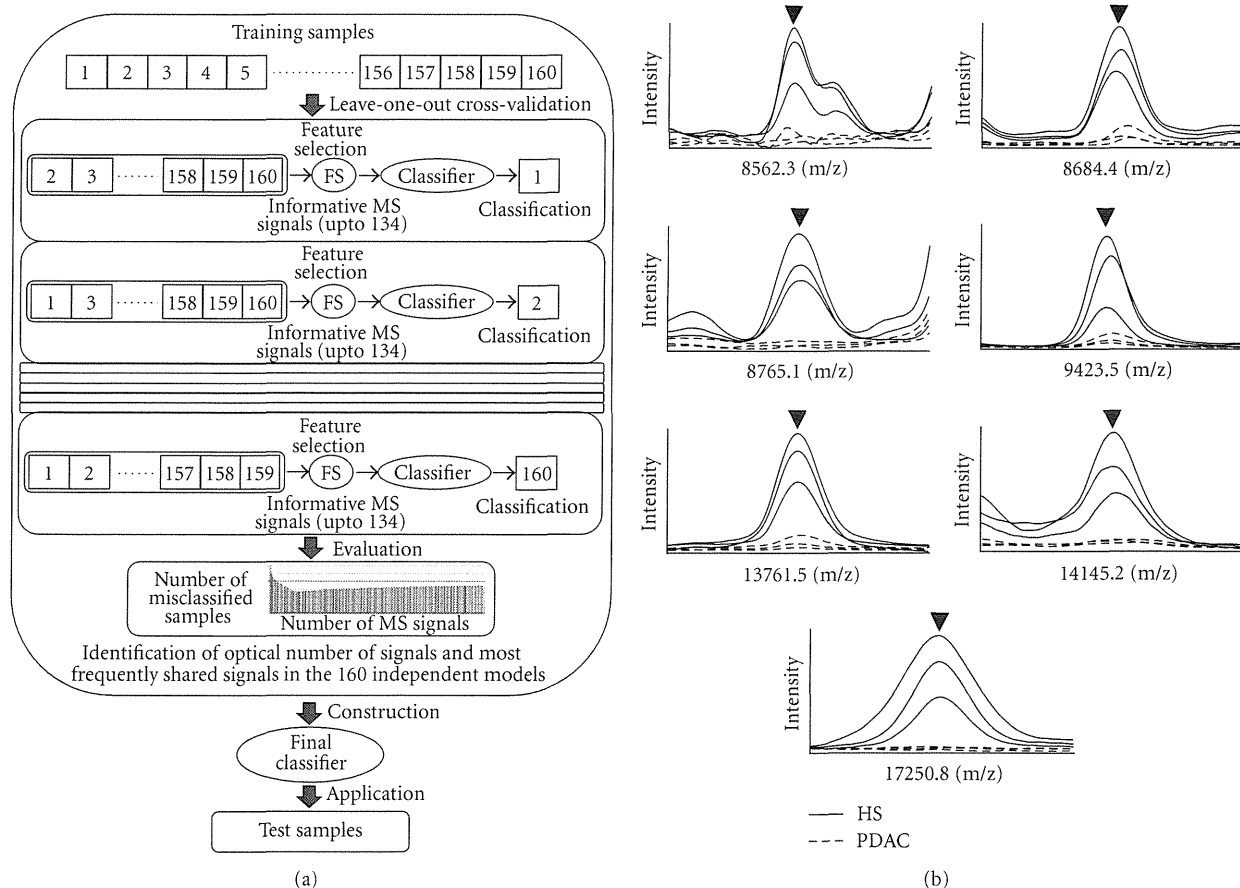 Training samples
1 2 3 4 5 ............... 156 157 158 159 160
Leave-one-out cross-validation
Feature
selection
2 3 ...... 158 159 160 FS Classifier 1
Informative MS
signals (upto 134)
Classification
Feature
selection
1 3 ...... 158 159 160 FS Classifier 2
Informative MS
signals (upto 134)
Classification
Feature
selection
1 2 ...... 157 158 159 FS Classifier 160
Informative MS
signals (upto 134)
Classification
Evaluation
Number of
misclassified
samples
Number of MS signals
Identification of optical number of signals and most
frequently shared signals in the 160 independent models
Construction
Final
classifier
Application
Test samples
(a)
Intensity
8562.3 (m/z)
Intensity
8684.4 (m/z)
Intensity
8765.1 (m/z)
Intensity
9423.5 (m/z)
Intensity
13761.5 (m/z)
Intensity
14145.2 (m/z)
Intensity
17250.8 (m/z)
HS
PDAC
(b)